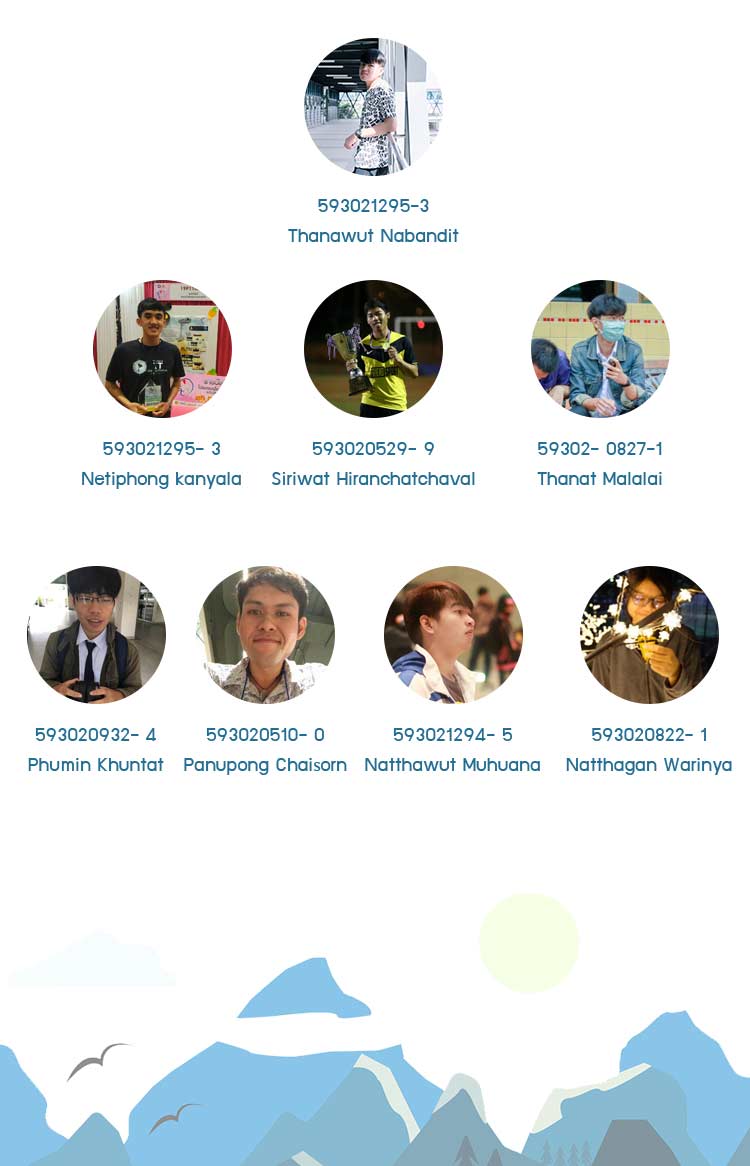 593021295-3
Thanawut Nabandit
593021295- 3
Netiphong kanyala
593020529- 9
Siriwat Hiranchatchaval
59302- 0827-1
Thanat Malalai
593020932- 4
Phumin Khuntat
593020510- 0
Panupong Chaisorn
593021294- 5
Natthawut Muhuana
593020822- 1
Natthagan Warinya